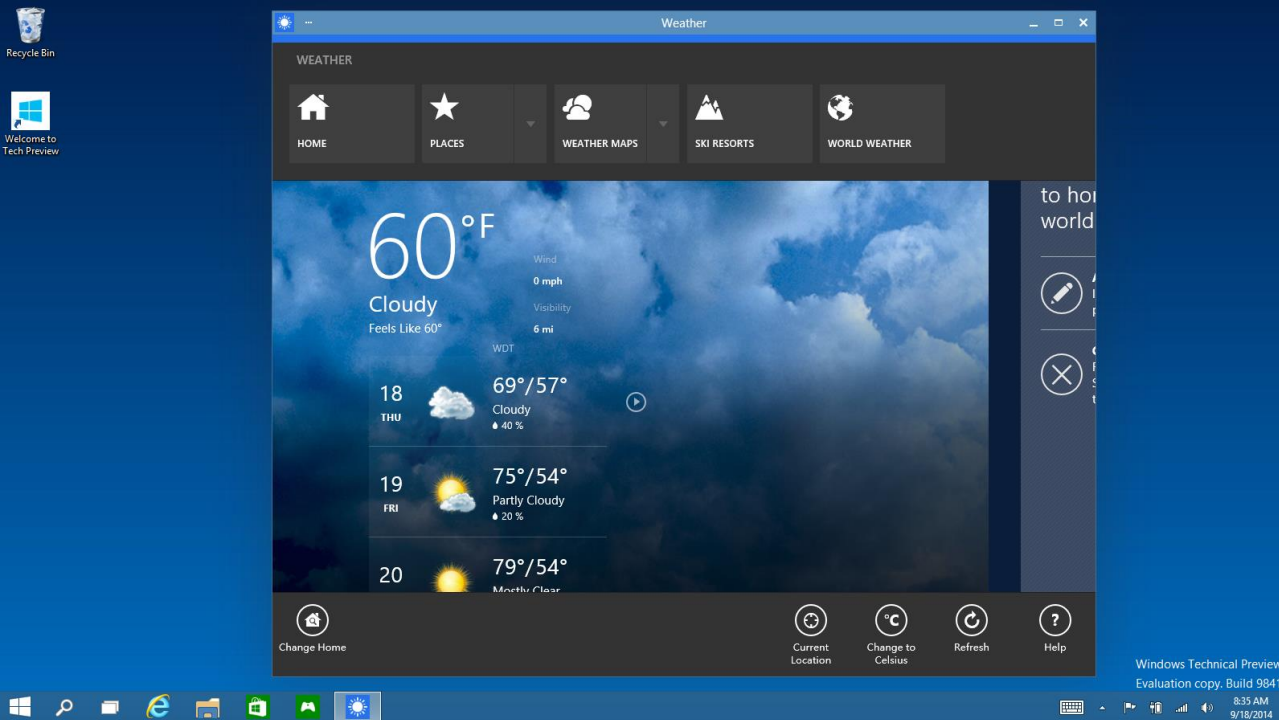 Recycle Bin
Welcome to
Tech Preview
Weather
WEATHER
HOME
PLACES
WEATHER MAPS
SKI RESORTS
WORLD WEATHER
60°F
Cloudy
Feels Like 60°
Wind
0 mph
Visibility
6 mi
WDT
18
THU
69°/57°
Cloudy
40 %
19
FRI
75°/54°
Partly Cloudy
20 %
20
79°/54°
Mostly Clear
to
world
Change Home
Current
Location
°C
Change to
Celsius
Refresh
?
Help
Windows Technical Preview
Evaluation copy. Build 9841
8:35 AM
9/18/2014